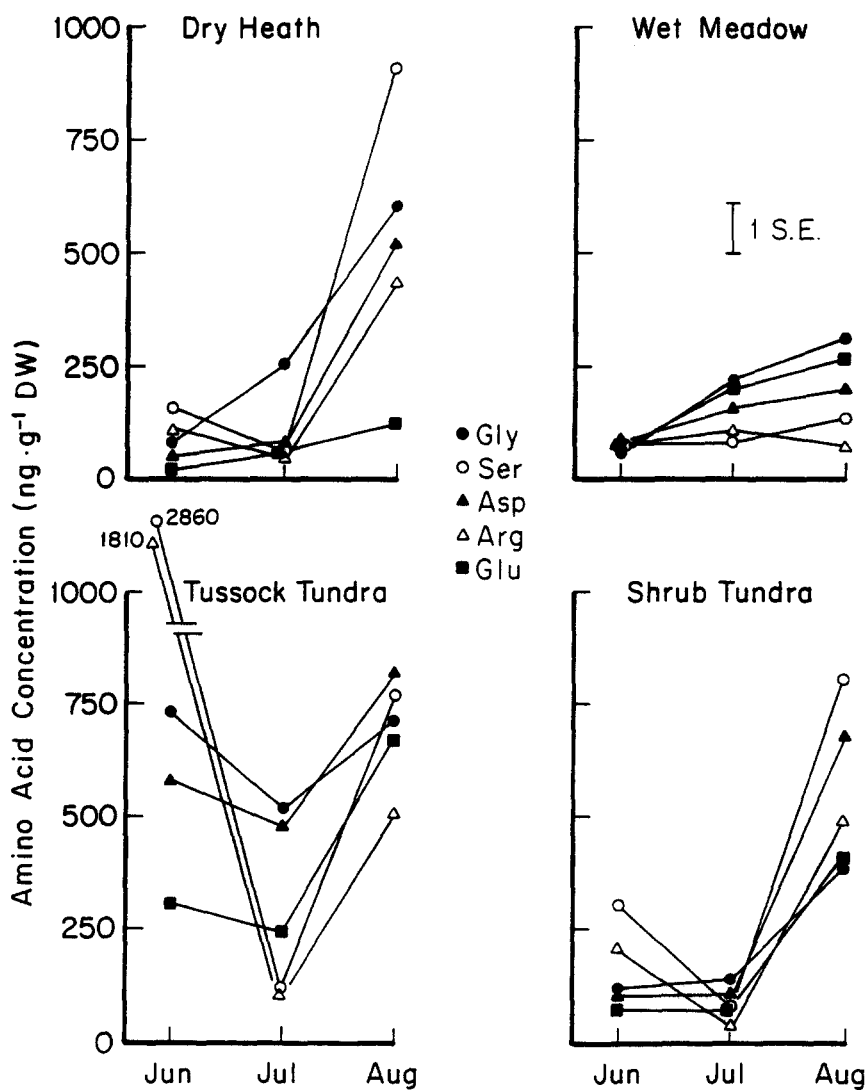 Dry Heath
Wet Meadow
1000
750
500
250
0
1 S.E.
Gly
Ser
Asp
Arg
Glu
Amino Acid Concentration (ng·g⁻¹ DW)
2860
1810
Tussock Tundra
Shrub Tundra
1000
750
500
250
0
Jun Jul Aug
Jun Jul Aug